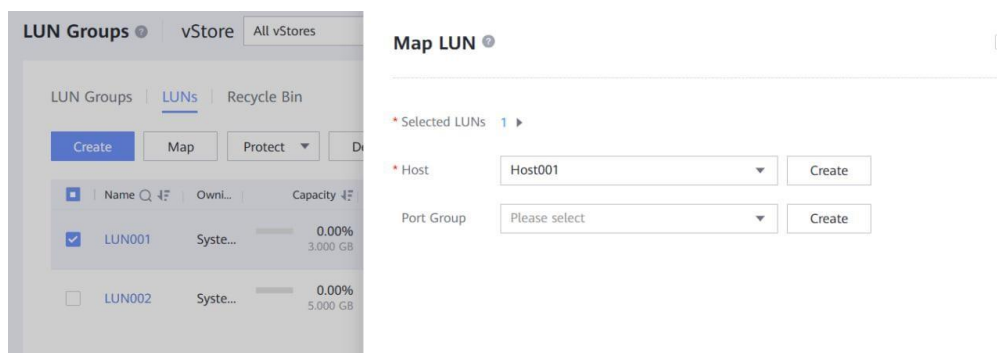 LUN Groups vStore All vStores
LUN Groups LUNs Recycle Bin
Create Map Protect
Name Owni... Capacity
LUN001 Syste... 0.00%
3.000 GB
LUN002 Syste... 0.00%
5.000 GB
Map LUN
* Selected LUNs 1
* Host Host001 Create
Port Group Please select Create